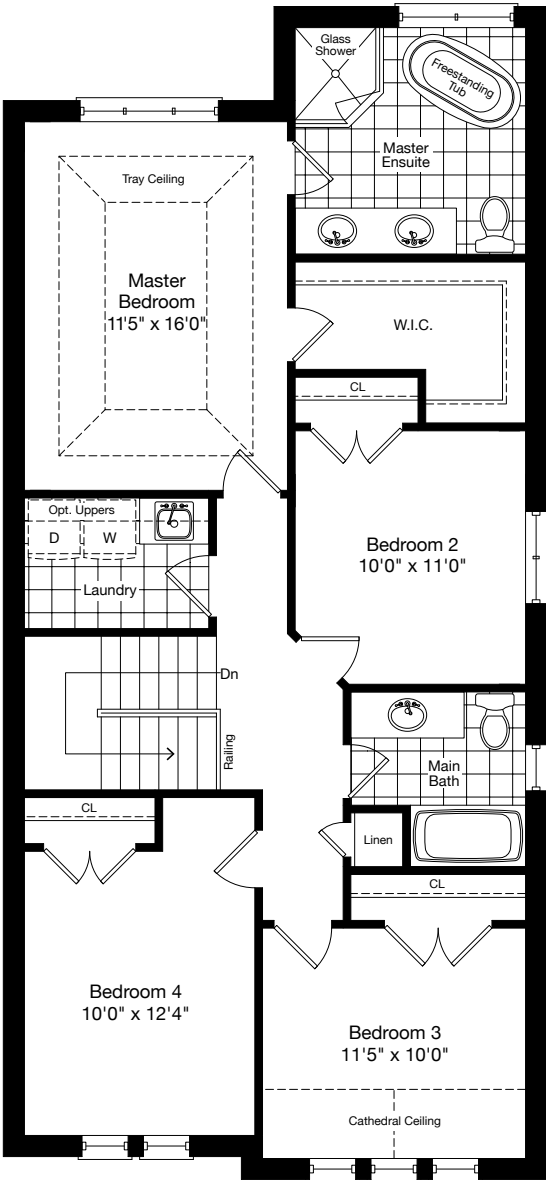 Glass
Shower
Freestanding
Tub
Master
Ensuite
Tray Ceiling
Master
Bedroom
11'5" x 16'0"
W.I.C.
CL
Opt. Uppers
D
W
Laundry
Bedroom 2
10'0" x 11'0"
Dn
Railing
Main
Bath
CL
Linen
CL
Bedroom 4
10'0" x 12'4"
Bedroom 3
11'5" x 10'0"
Cathedral Ceiling